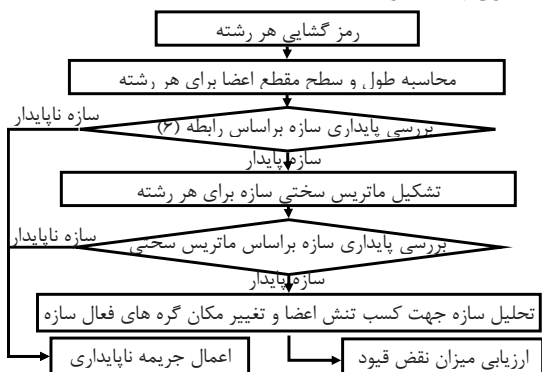 رمز گشایی هر رشته
محاسبه طول و سطح مقطع اعضا برای هر رشته
سازه ناپایدار
بررسی پایداری سازه براساس رابطه (۶)
سازه پایدار
تشکیل ماتریس سختی سازه برای هر رشته
سازه ناپایدار
بررسی پایداری سازه براساس ماتریس سختی
سازه پایدار
تحلیل سازه جهت کسب تنش اعضا و تغییر مکان گره های فعال سازه
ارزیابی میزان نقض قیود
اعمال جریمه ناپایداری